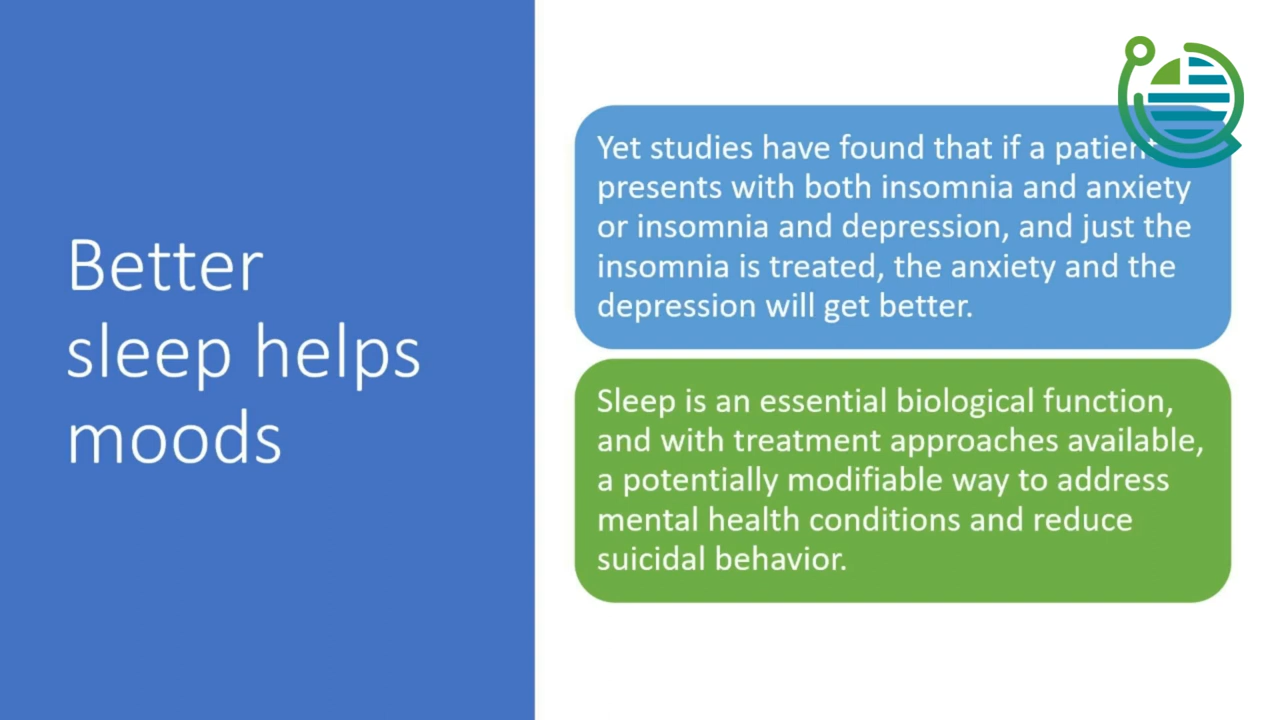 Better
sleep helps
moods
Yet studies have found that if a patient
presents with both insomnia and anxiety
or insomnia and depression, and just the
insomnia is treated, the anxiety and the
depression will get better.
Sleep is an essential biological function,
and with treatment approaches available,
a potentially modifiable way to address
mental health conditions and reduce
suicidal behavior.